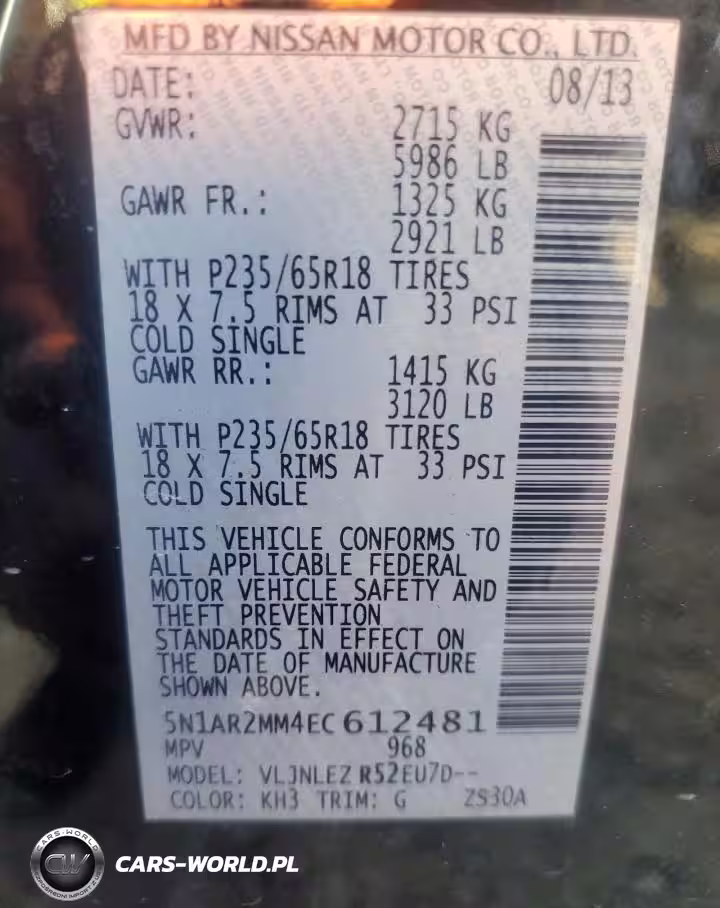 MFD BY NISSAN MOTOR CO., LTD.
DATE: 08/13
GVWR: 2715 KG
5986 LB
GAWR FR.: 1325 KG
2921 LB
WITH P235/65R18 TIRES
18 X 7.5 RIMS AT 33 PSI
COLD SINGLE
GAWR RR.: 1415 KG
3120 LB
WITH P235/65R18 TIRES
18 X 7.5 RIMS AT 33 PSI
COLD SINGLE
THIS VEHICLE CONFORMS TO
ALL APPLICABLE FEDERAL
MOTOR VEHICLE SAFETY AND
THEFT PREVENTION
STANDARDS IN EFFECT ON
THE DATE OF MANUFACTURE
SHOWN ABOVE.
5N1AR2MM4EC612481
MPV 968
MODEL: VLJNLEZ R52EU7D--
COLOR: KH3 TRIM: G ZS30A
CARS-WORLD
CW
CARS-WORLD.PL